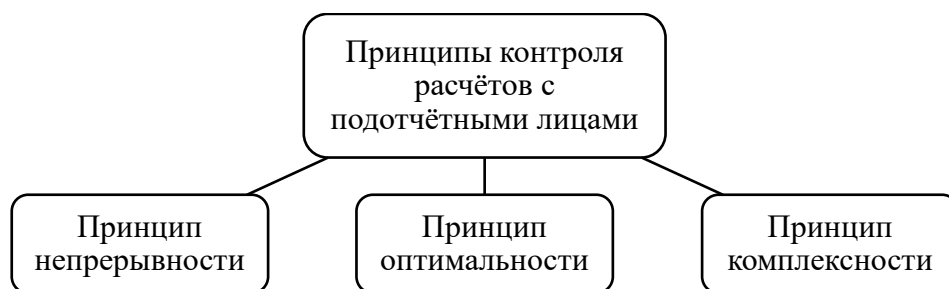 Принципы контроля
расчётов с
подотчётными лицами
Принцип
непрерывности
Принцип
оптимальности
Принцип
комплексности